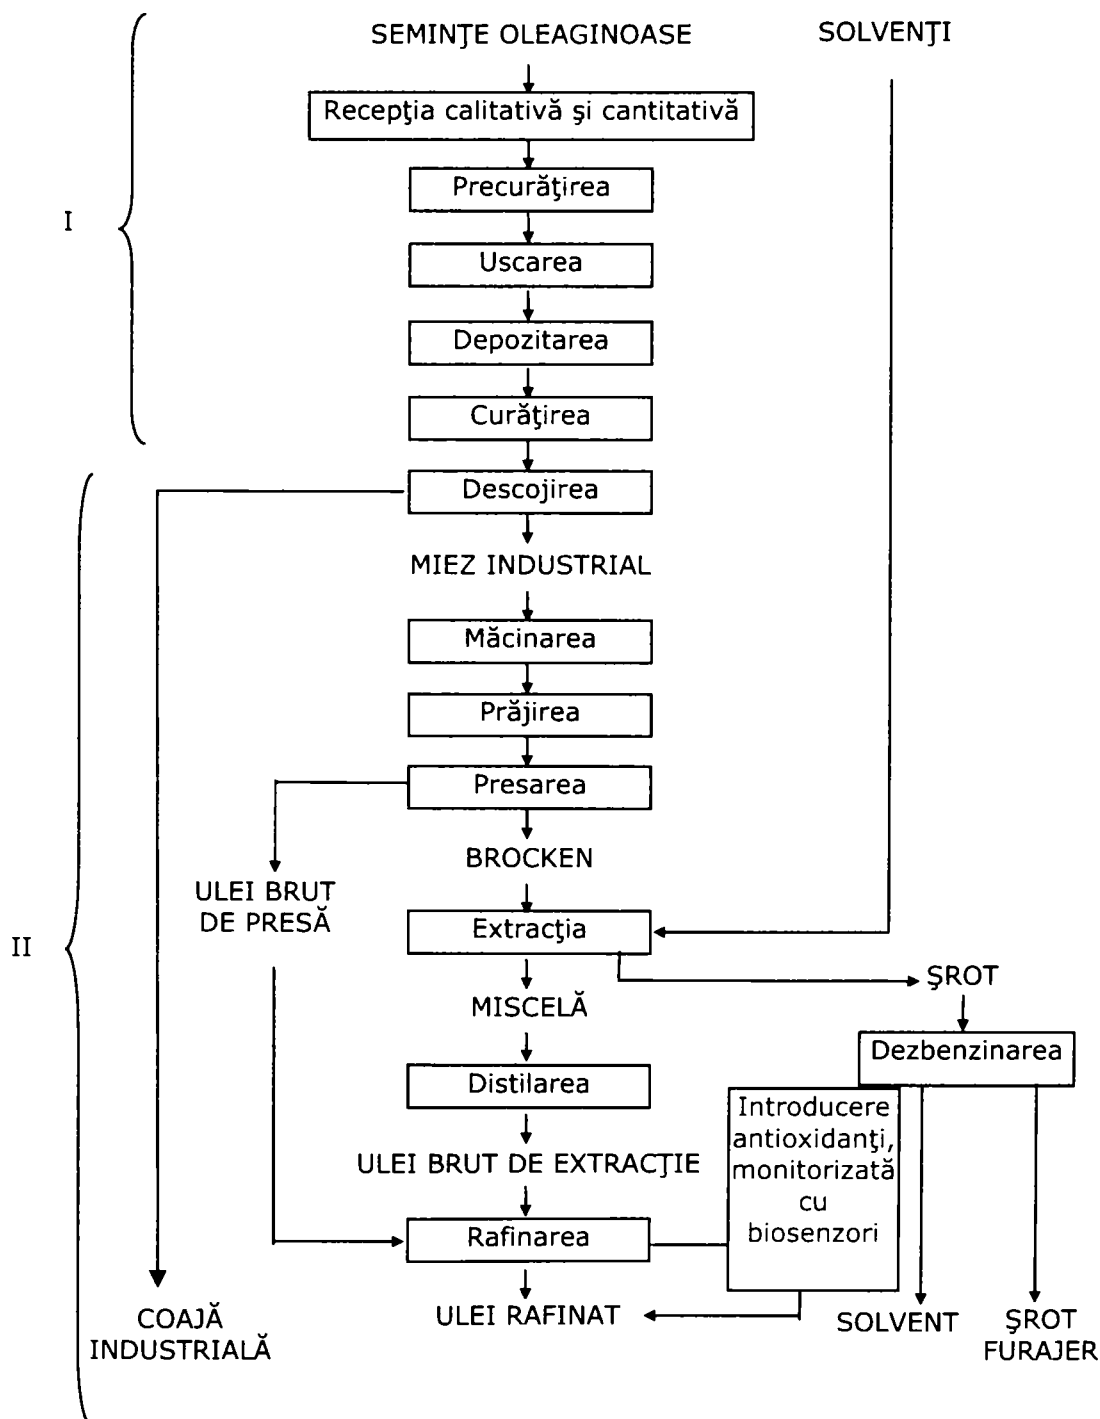 SEMINŢE OLEAGINOASE
SOLVENŢI
Recepţia calitativă şi cantitativă
Precurăţirea
I
Uscarea
Depozitarea
Curăţirea
Descojirea
MIEZ INDUSTRIAL
Măcinarea
Prăjirea
Presarea
BROCKEN
ULEI BRUT
DE PRESĂ
Extracţia
II
ŞROT
MISCELĂ
Dezbenzinarea
Distilarea
Introducere
antioxidanţi,
monitorizată
cu
biosenzori
ULEI BRUT DE EXTRACŢIE
Rafinarea
COAJĂ
INDUSTRIALĂ
ULEI RAFINAT
SOLVENT
ŞROT
FURAJER